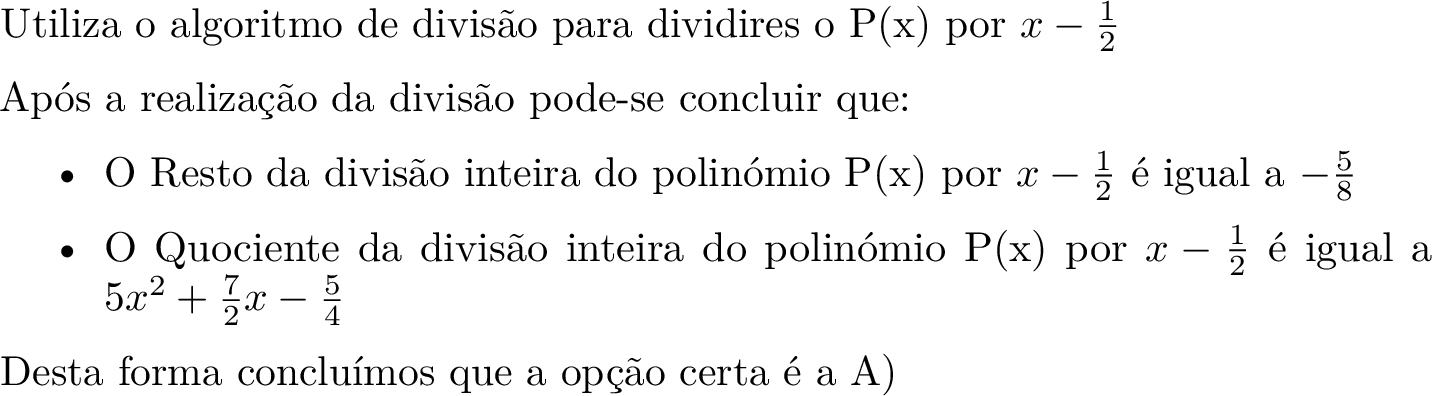 Utiliza o algoritmo de divisão para dividires o P(x) por $x - \frac{1}{2}$
Após a realização da divisão pode-se concluir que:
• O Resto da divisão inteira do polinómio P(x) por $x - \frac{1}{2}$ é igual a $-\frac{5}{8}$
• O Quociente da divisão inteira do polinómio P(x) por $x - \frac{1}{2}$ é igual a
$5x^2 + \frac{7}{2}x - \frac{5}{4}$
Desta forma concluímos que a opção certa é a A)